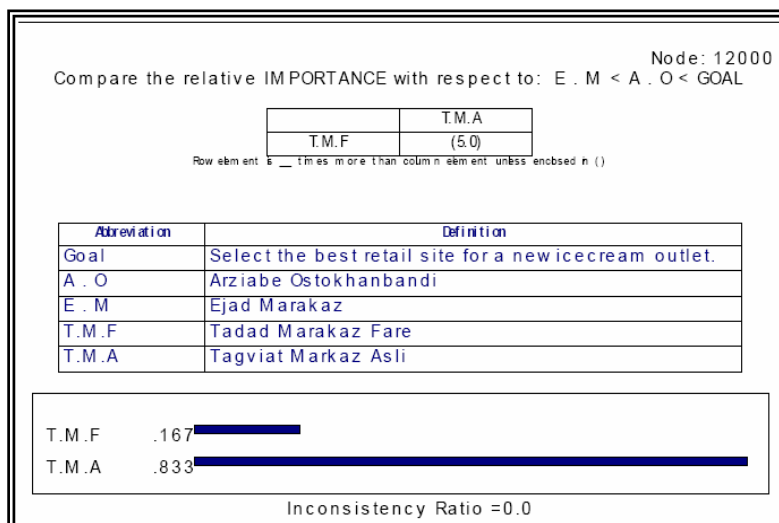 Node: 12000
Compare the relative IMPORTANCE with respect to: E . M < A . O < GOAL
T.M.A
T.M.F (5.0)
Row element is __ times more than column element unless enclosed in ()
Abbreviation Definition
Goal Select the best retail site for a new icecream outlet.
A . O Arziabe Ostokhanbandi
E . M Ejad Marakaz
T.M.F Tadad Marakaz Fare
T.M.A Tagviat Markaz Asli
T.M.F .167
T.M.A .833
Inconsistency Ratio =0.0